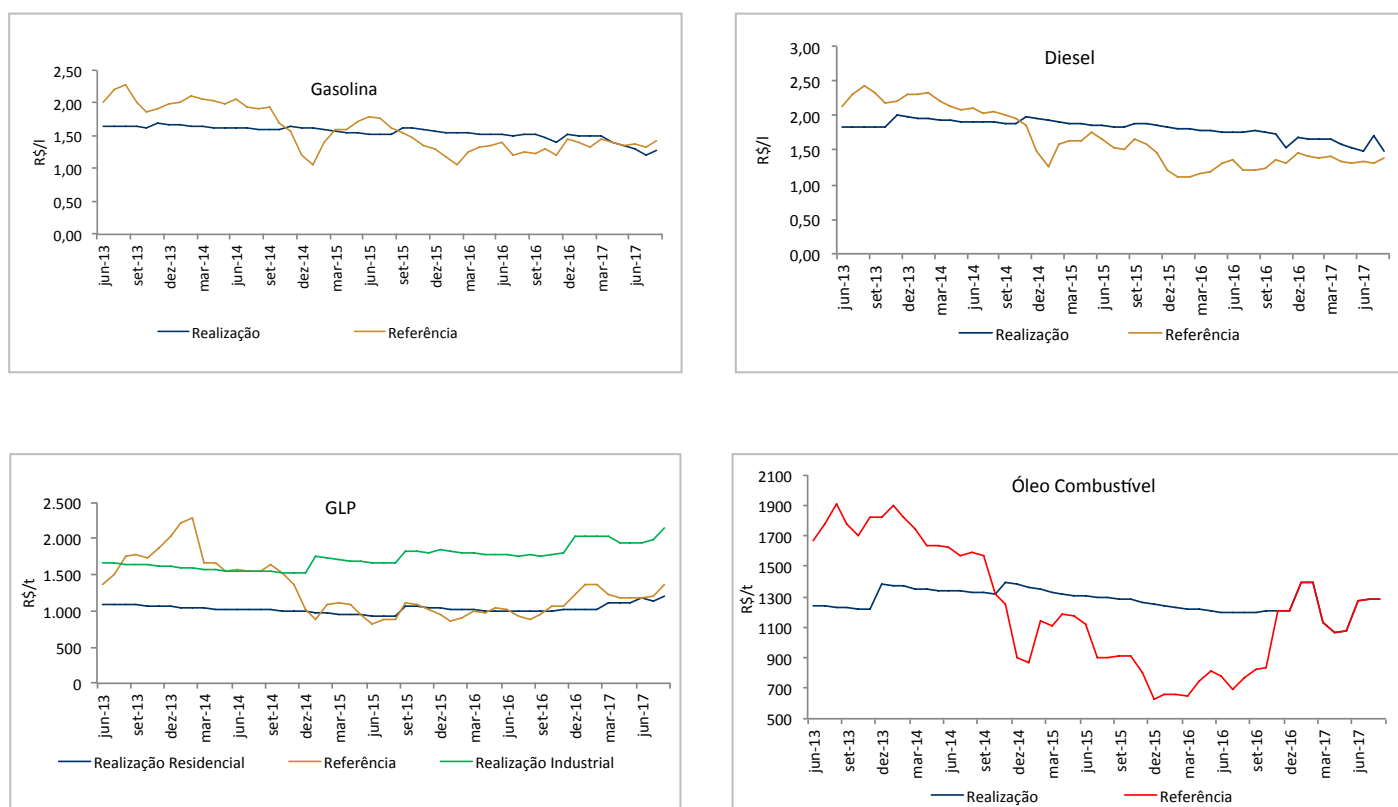 Gasolina
R$/l
2,50
2,00
1,50
1,00
0,50
0,00
jun-13
set-13
dez-13
mar-14
jun-14
set-14
dez-14
mar-15
jun-15
set-15
dez-15
mar-16
jun-16
set-16
dez-16
mar-17
jun-17
Realização
Referência
Diesel
R$/l
3,00
2,50
2,00
1,50
1,00
0,50
0,00
jun-13
set-13
dez-13
mar-14
jun-14
set-14
dez-14
mar-15
jun-15
set-15
dez-15
mar-16
jun-16
set-16
dez-16
mar-17
jun-17
Realização
Referência
GLP
R$/t
2.500
2.000
1.500
1.000
500
0
jun-13
set-13
dez-13
mar-14
jun-14
set-14
dez-14
mar-15
jun-15
set-15
dez-15
mar-16
jun-16
set-16
dez-16
mar-17
jun-17
Realização Residencial
Referência
Realização Industrial
Óleo Combustível
R$/t
2100
1900
1700
1500
1300
1100
900
700
500
jun-13
set-13
dez-13
mar-14
jun-14
set-14
dez-14
mar-15
jun-15
set-15
dez-15
mar-16
jun-16
set-16
dez-16
mar-17
jun-17
Realização
Referência